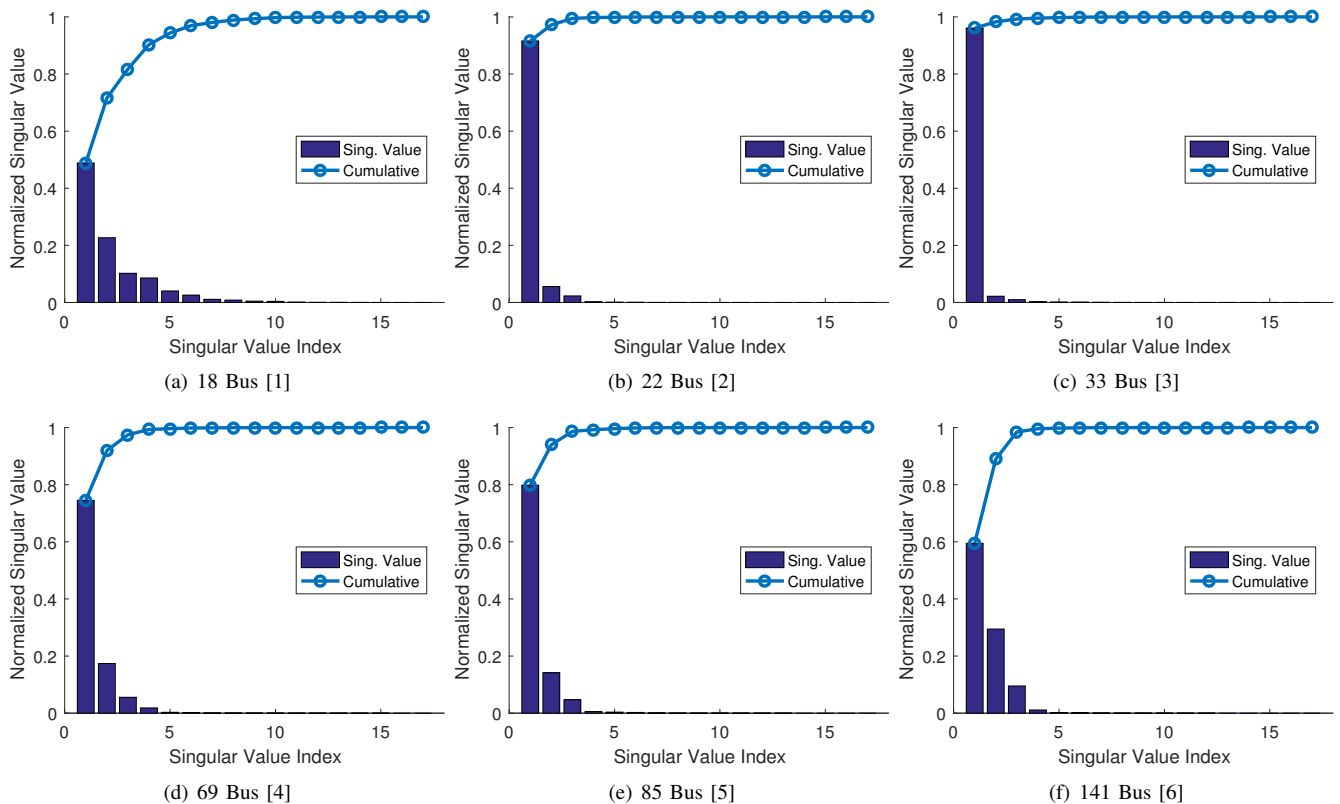 1
0.8
0.6
0.4
0.2
0
Normalized Singular Value
Sing. Value
Cumulative
0 5 10 15
Singular Value Index
(a) 18 Bus [1]
1
0.8
0.6
0.4
0.2
0
Normalized Singular Value
Sing. Value
Cumulative
0 5 10 15
Singular Value Index
(b) 22 Bus [2]
1
0.8
0.6
0.4
0.2
0
Normalized Singular Value
Sing. Value
Cumulative
0 5 10 15
Singular Value Index
(c) 33 Bus [3]
1
0.8
0.6
0.4
0.2
0
Normalized Singular Value
Sing. Value
Cumulative
0 5 10 15
Singular Value Index
(d) 69 Bus [4]
1
0.8
0.6
0.4
0.2
0
Normalized Singular Value
Sing. Value
Cumulative
0 5 10 15
Singular Value Index
(e) 85 Bus [5]
1
0.8
0.6
0.4
0.2
0
Normalized Singular Value
Sing. Value
Cumulative
0 5 10 15
Singular Value Index
(f) 141 Bus [6]